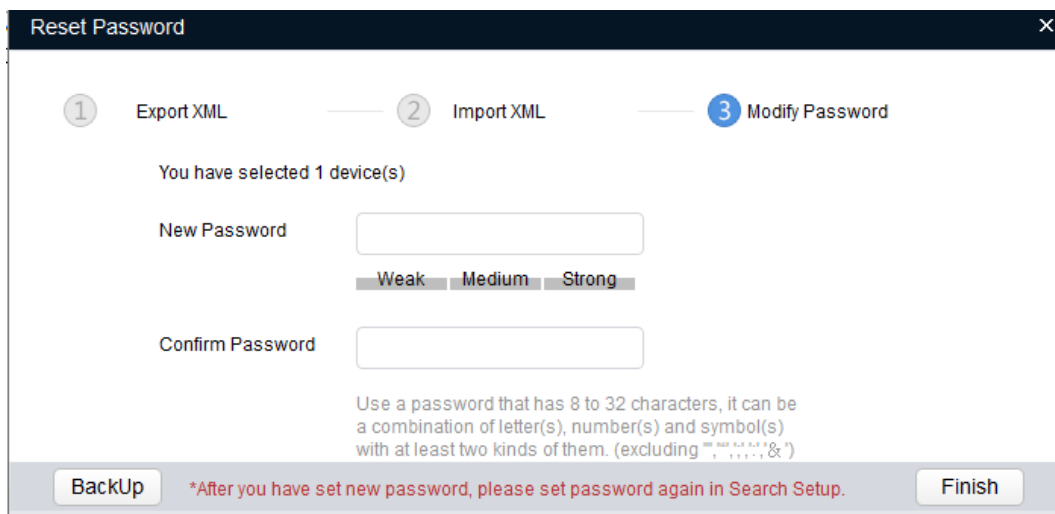 Reset Password
1 Export XML 2 Import XML 3 Modify Password
You have selected 1 device(s)
New Password
Weak Medium Strong
Confirm Password
Use a password that has 8 to 32 characters, it can be
a combination of letter(s), number(s) and symbol(s)
with at least two kinds of them. (excluding
BackUp *After you have set new password, please set password again in Search Setup. Finish